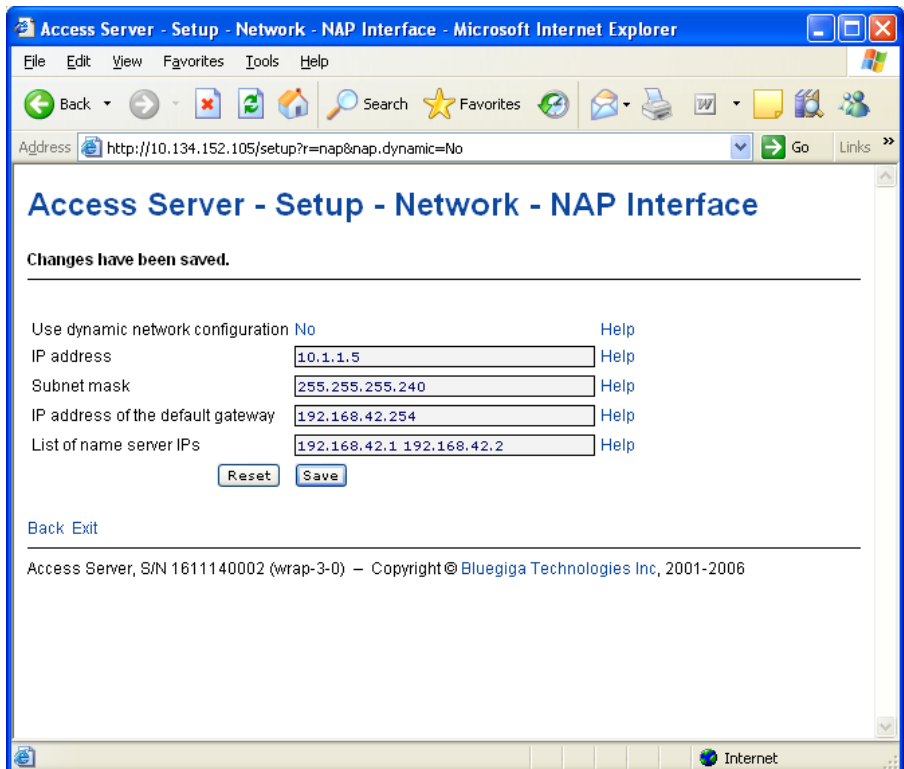 Access Server - Setup - Network - NAP Interface - Microsoft Internet Explorer
File Edit View Favorites Tools Help
Back Search Favorites W
Address http://10.134.152.105/setup?r=nap&nap.dynamic=No Go Links »
Access Server - Setup - Network - NAP Interface
Changes have been saved.
Use dynamic network configuration No Help
IP address 10.1.1.5 Help
Subnet mask 255.255.255.240 Help
IP address of the default gateway 192.168.42.254 Help
List of name server IPs 192.168.42.1 192.168.42.2 Help
Reset Save
Back Exit
Access Server, S/N 1611140002 (wrap-3-0) – Copyright © Bluegiga Technologies Inc, 2001-2006
Internet